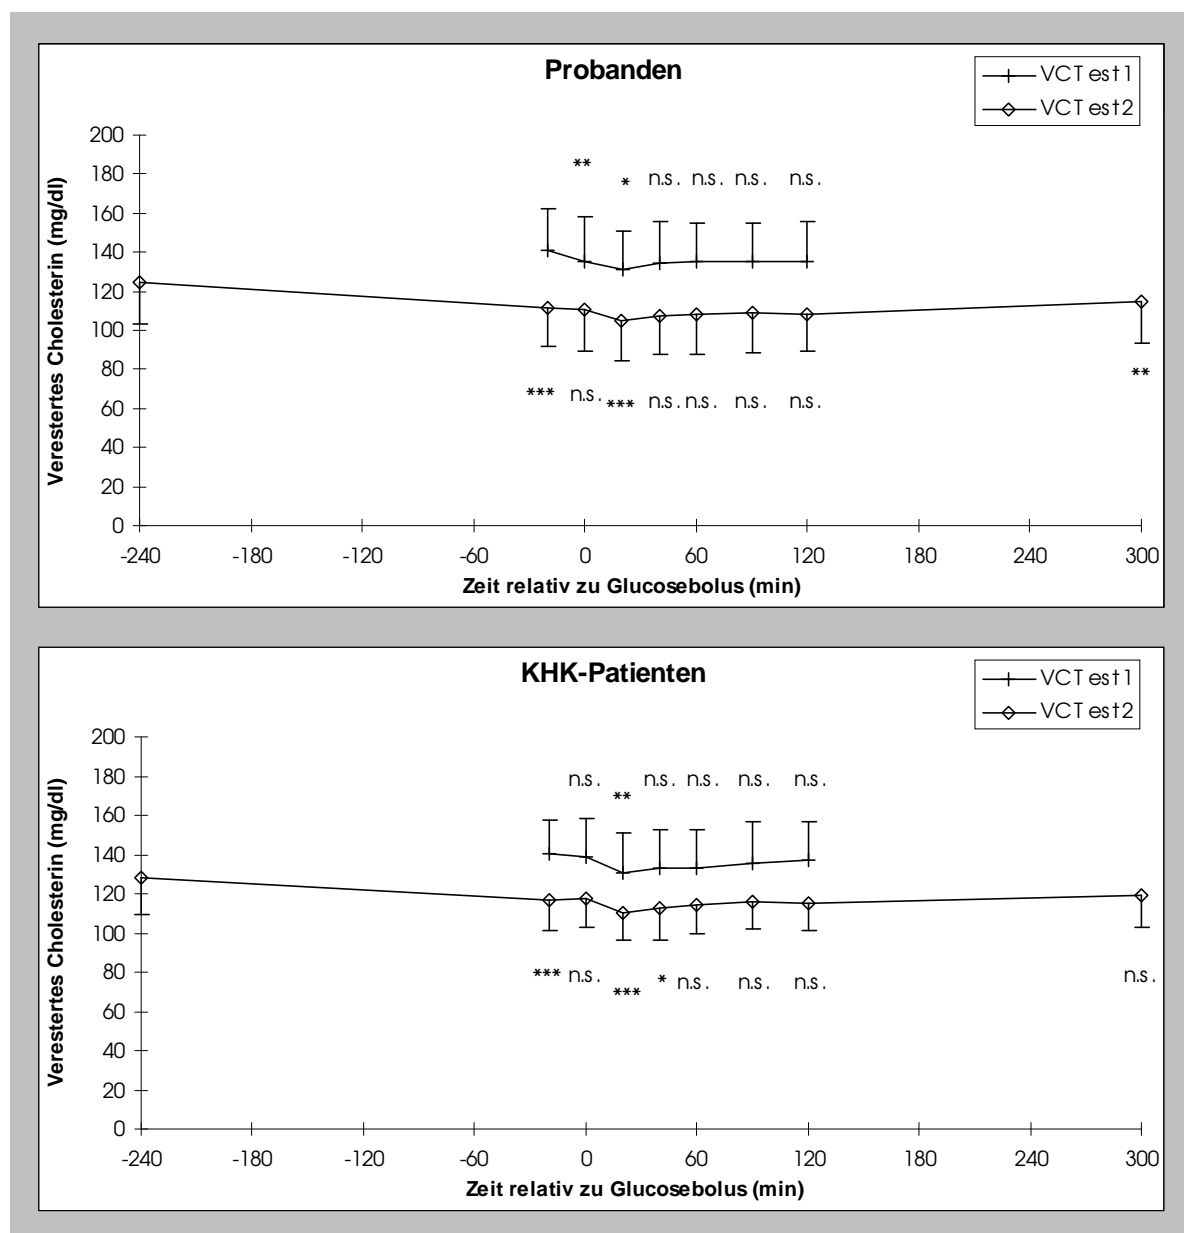 Probanden
VCTest1
VCTest2
Verestertes Cholesterin (mg/dl)
200
180
160
140
120
100
80
60
40
20
0
** * n.s. n.s. n.s. n.s.
*** n.s. *** n.s. n.s. n.s. n.s. **
-240 -180 -120 -60 0 60 120 180 240 300
Zeit relativ zu Glucosebolus (min)
KHK-Patienten
VCTest1
VCTest2
Verestertes Cholesterin (mg/dl)
200
180
160
140
120
100
80
60
40
20
0
n.s. ** n.s. n.s. n.s. n.s.
*** n.s. *** * n.s. n.s. n.s. n.s.
-240 -180 -120 -60 0 60 120 180 240 300
Zeit relativ zu Glucosebolus (min)